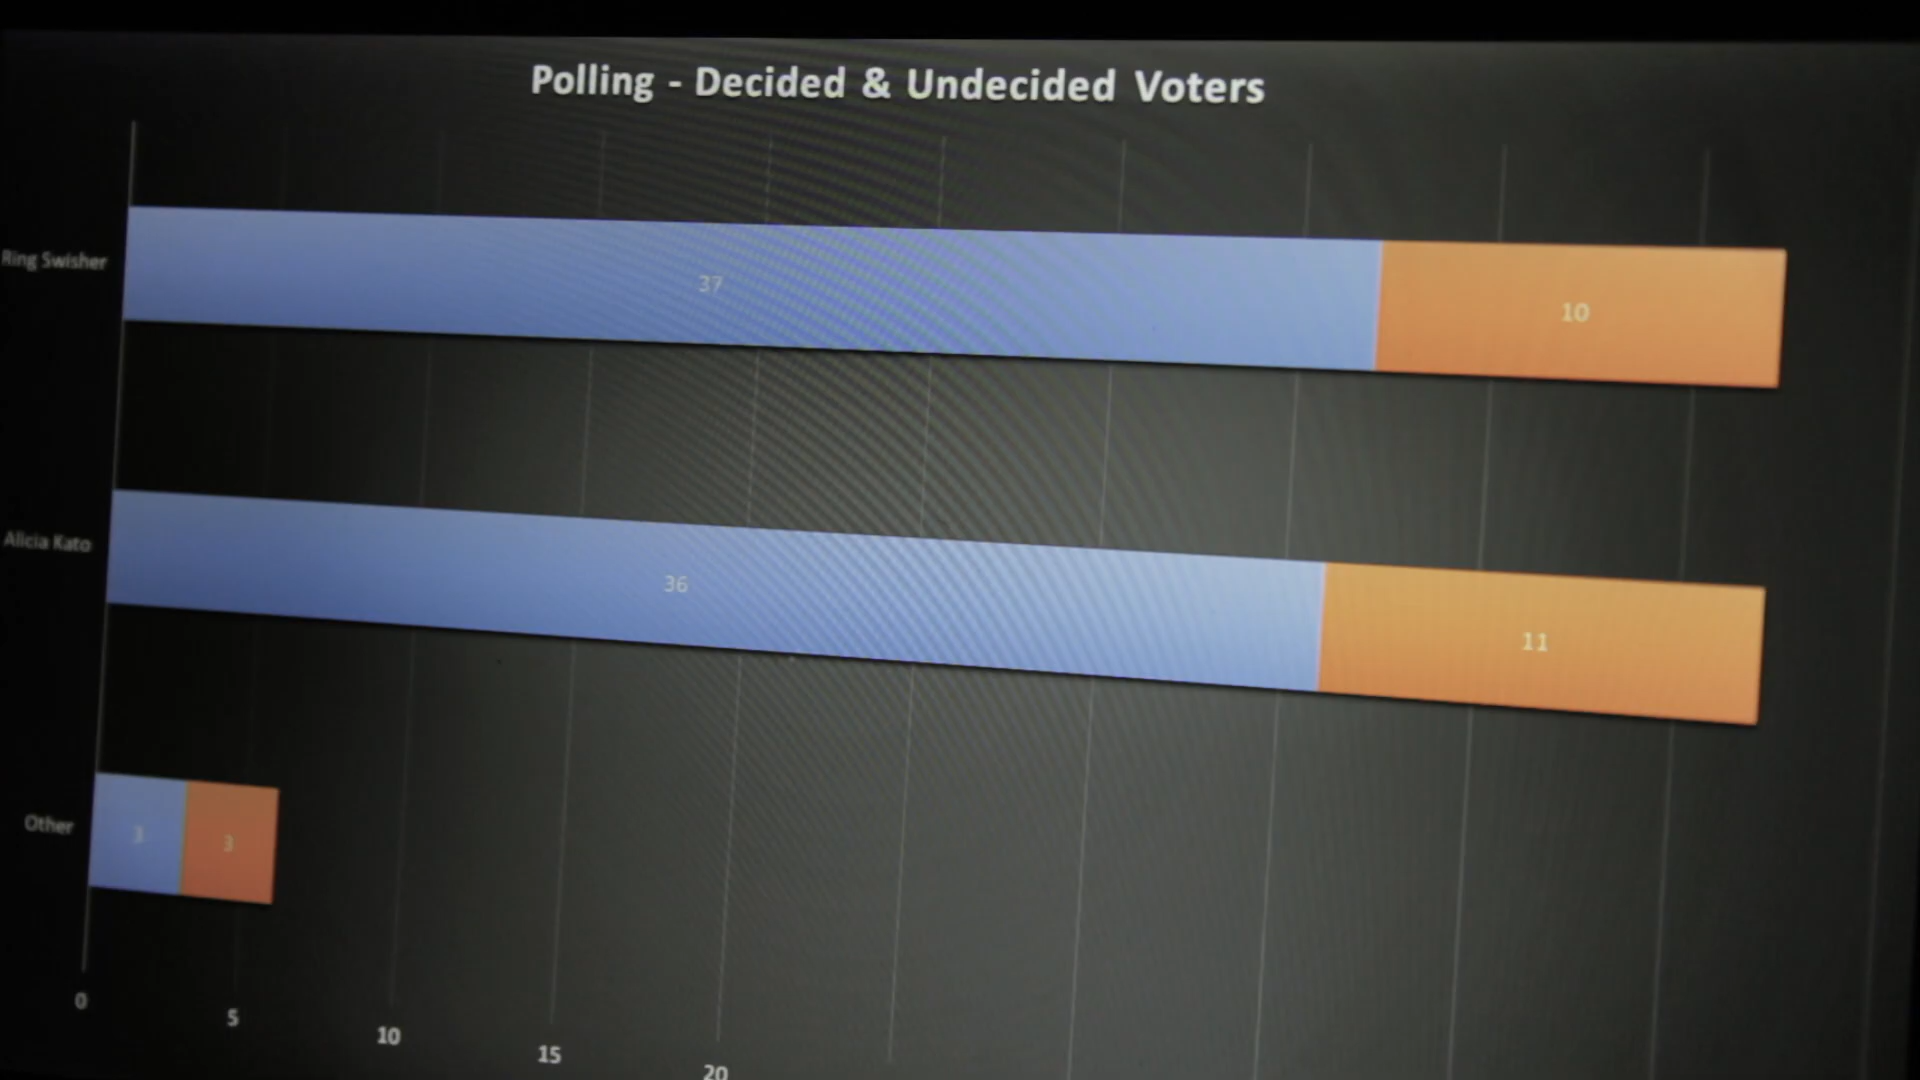 Polling - Decided & Undecided Voters
Ring Swisher
37
10
Alicia Kato
36
11
Other
3
3
0
5
10
15
20